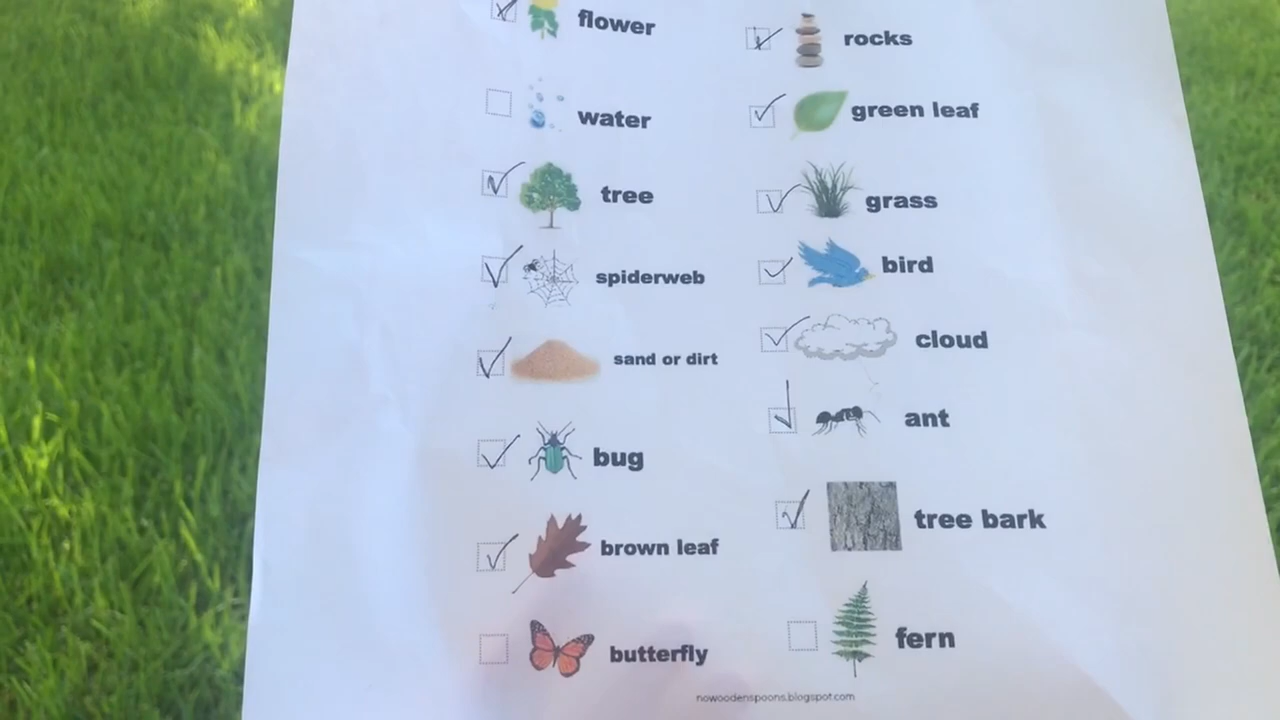 flower
water
tree
spiderweb
sand or dirt
bug
brown leaf
butterfly
rocks
green leaf
grass
bird
cloud
ant
tree bark
fern
nowoodenspoons.blogspot.com